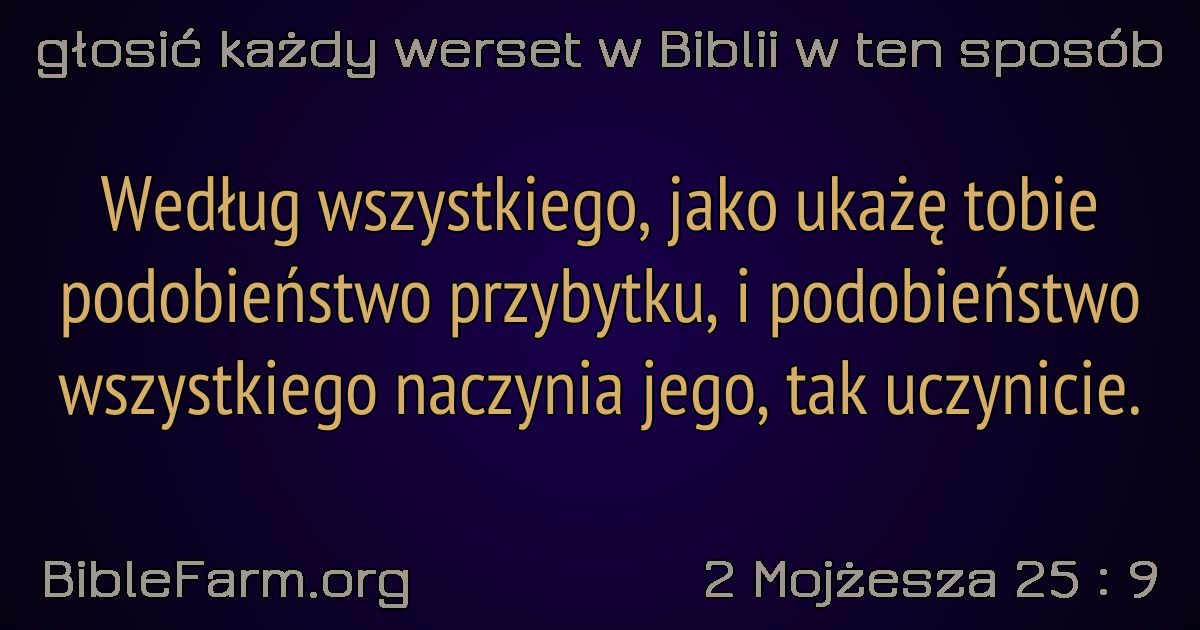 głosić każdy werset w Biblii w ten sposób
Według wszystkiego, jako ukażę tobie
podobieństwo przybytku, i podobieństwo
wszystkiego naczynia jego, tak uczynicie.
BibleFarm.org
2 Mojżesza 25 : 9